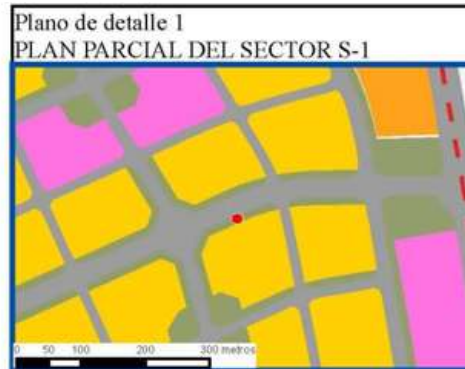 Plano de detalle 1
PLAN PARCIAL DEL SECTOR S-1
0 50 100 200 300 metros